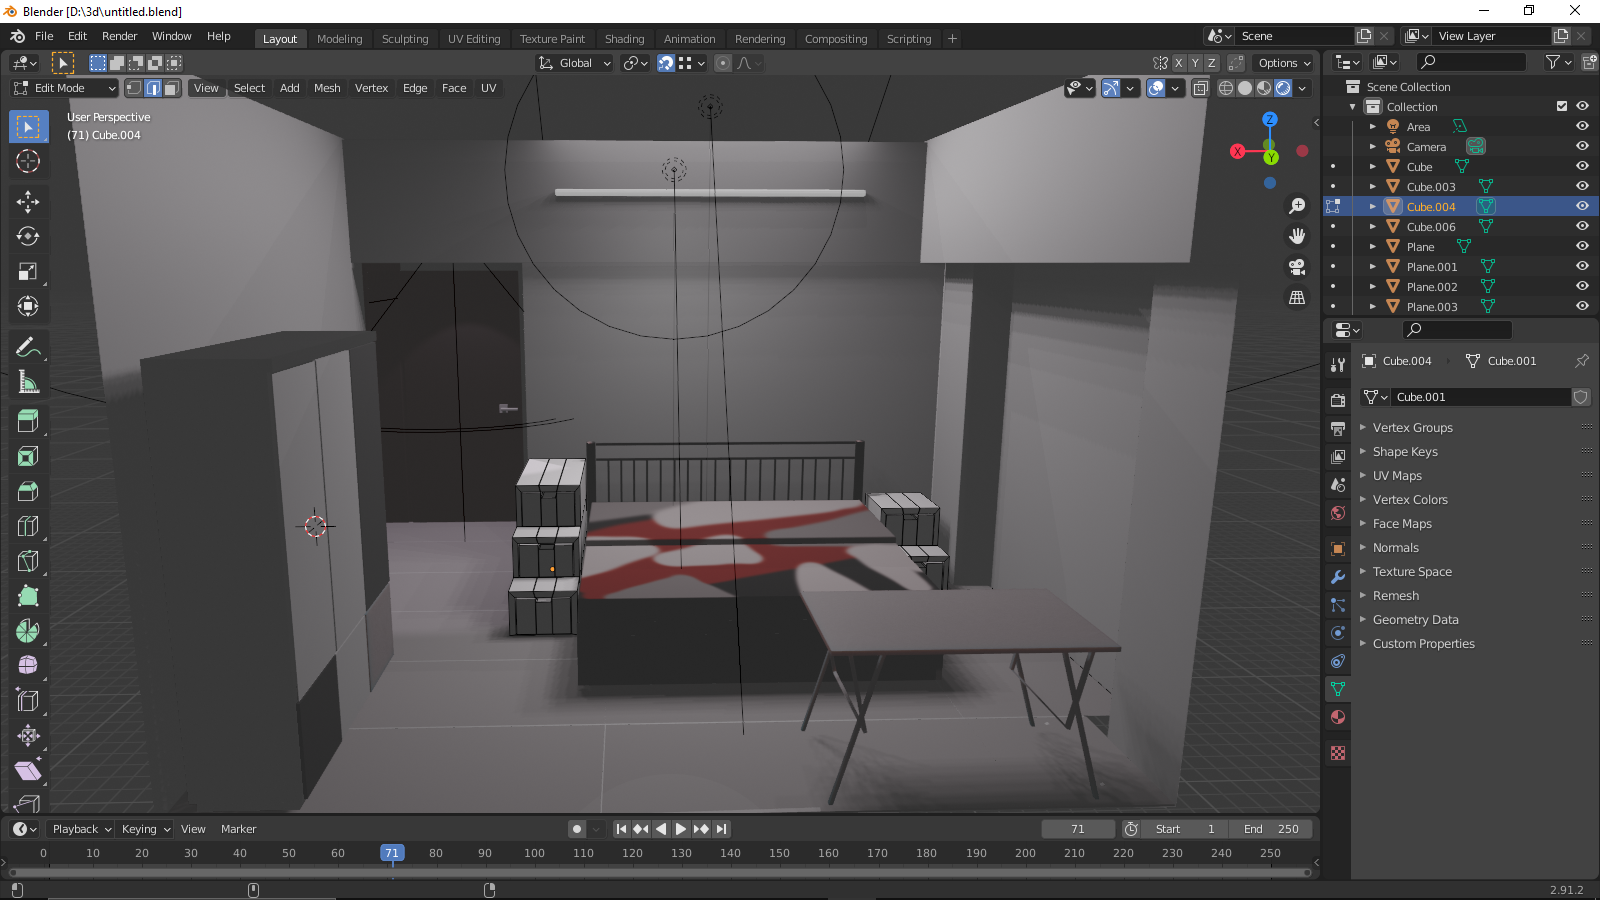 Blender [D:\3d\untitled.blend]
File Edit Render Window Help
Layout Modeling Sculpting UV Editing Texture Paint Shading Animation Rendering Compositing Scripting +
Scene
View Layer
Global
X Y Z
Options
Edit Mode
View Select Add Mesh Vertex Edge Face UV
User Perspective
(71) Cube.004
Z
X
Y
Scene Collection
Collection
Area
Camera
Cube
Cube.003
Cube.004
Cube.006
Plane
Plane.001
Plane.002
Plane.003
Cube.004 Cube.001
Cube.001
Vertex Groups
Shape Keys
UV Maps
Vertex Colors
Face Maps
Normals
Texture Space
Remesh
Geometry Data
Custom Properties
Playback Keying View Marker
71
Start 1
End 250
0 10 20 30 40 50 60 71 80 90 100 110 120 130 140 150 160 170 180 190 200 210 220 230 240 250
2.91.2